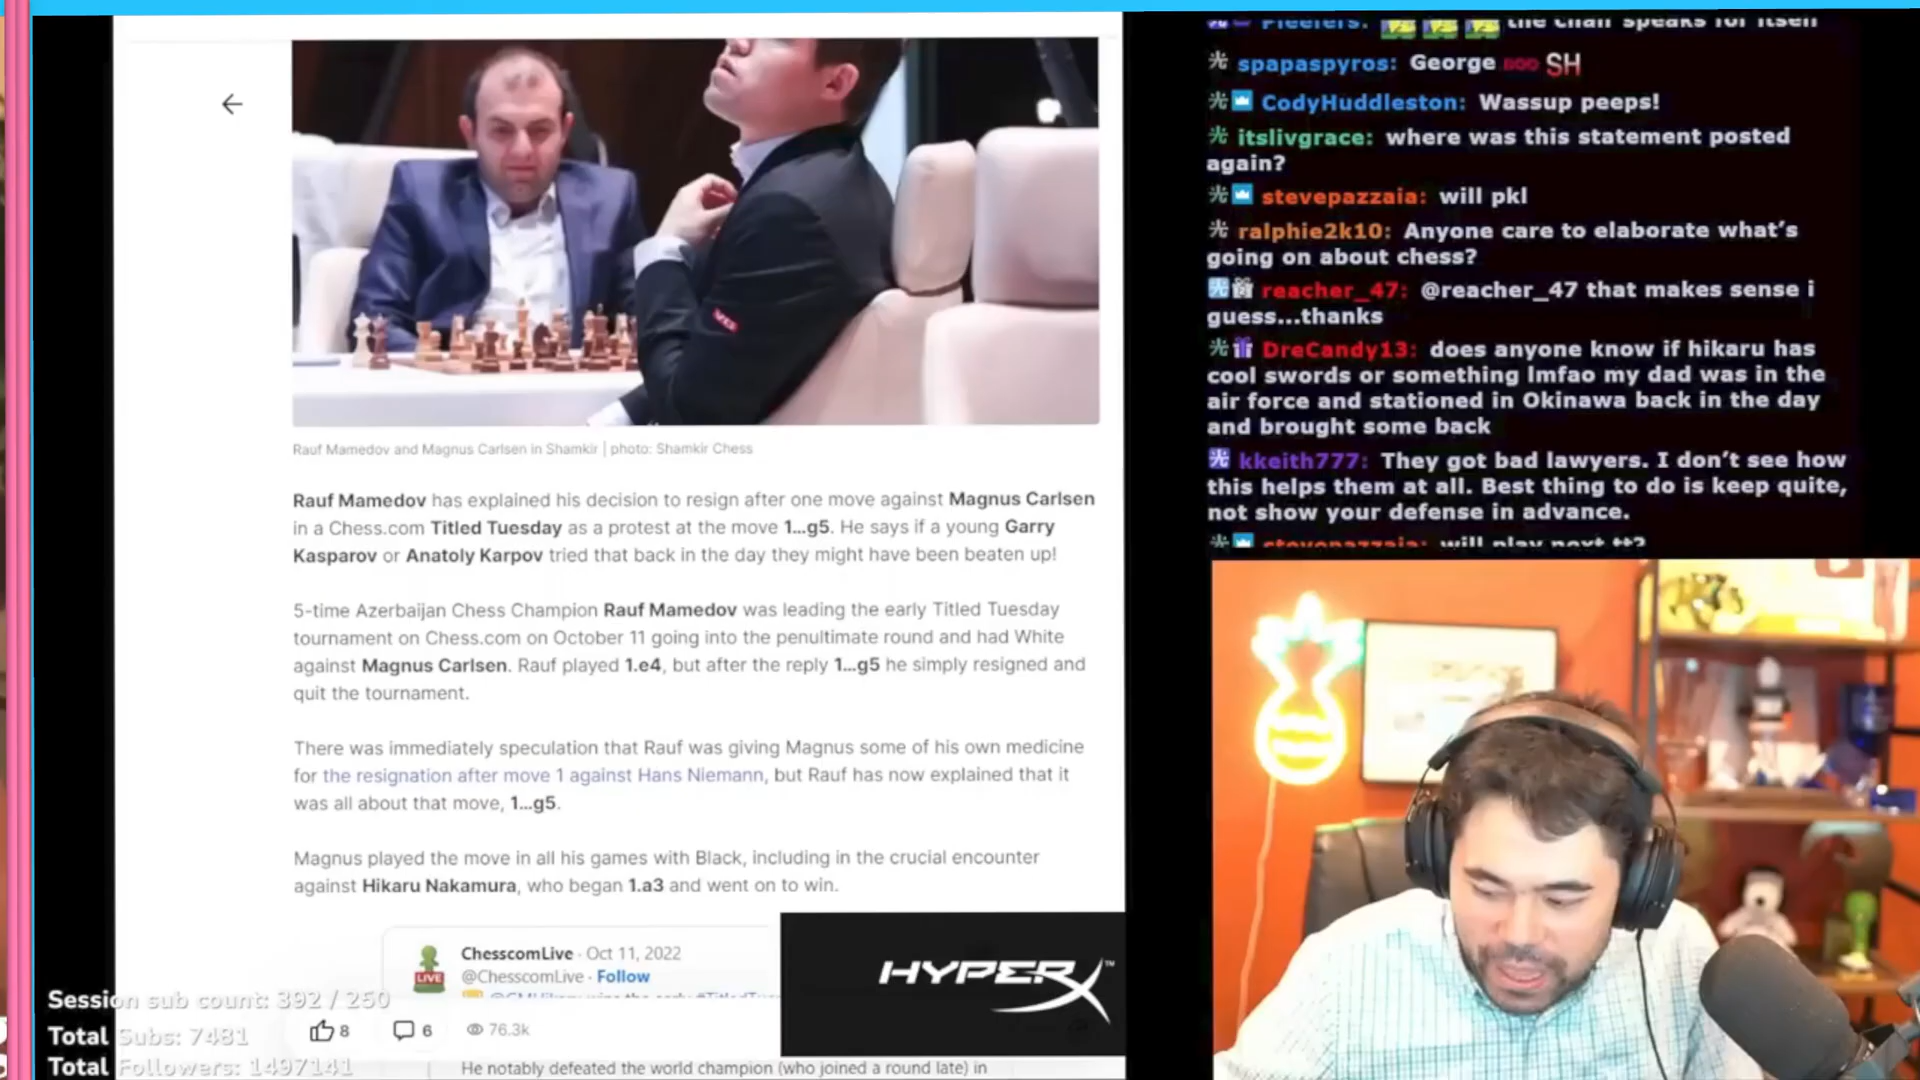 Rauf Mamedov and Magnus Carlsen in Shamkir | photo: Shamkir Chess
Rauf Mamedov has explained his decision to resign after one move against Magnus Carlsen
in a Chess.com Titled Tuesday as a protest at the move 1...g5. He says if a young Garry
Kasparov or Anatoly Karpov tried that back in the day they might have been beaten up!
5-time Azerbaijan Chess Champion Rauf Mamedov was leading the early Titled Tuesday
tournament on Chess.com on October 11 going into the penultimate round and had White
against Magnus Carlsen. Rauf played 1.e4, but after the reply 1...g5 he simply resigned and
quit the tournament.
There was immediately speculation that Rauf was giving Magnus some of his own medicine
for the resignation after move 1 against Hans Niemann, but Rauf has now explained that it
was all about that move, 1...g5.
Magnus played the move in all his games with Black, including in the crucial encounter
against Hikaru Nakamura, who began 1.a3 and went on to win.
ChesscomLive · Oct 11, 2022
@ChesscomLive · Follow
LIVE
8 6 76.3k
He notably defeated the world champion (who joined a round late) in
Session sub count: 392 / 250
Total Subs: 7481
Total Followers: 1497141
HYPERX™
the chair speaks for itself
spapaspyros: George SH
CodyHuddleston: Wassup peeps!
itslivgrace: where was this statement posted
again?
stevepazzaia: will pkl
ralphie2k10: Anyone care to elaborate what's
going on about chess?
reacher_47: @reacher_47 that makes sense i
guess...thanks
DreCandy13: does anyone know if hikaru has
cool swords or something lmfao my dad was in the
air force and stationed in Okinawa back in the day
and brought some back
kkeith777: They got bad lawyers. I don't see how
this helps them at all. Best thing to do is keep quite,
not show your defense in advance.
stevepazzaia: will play next tt?